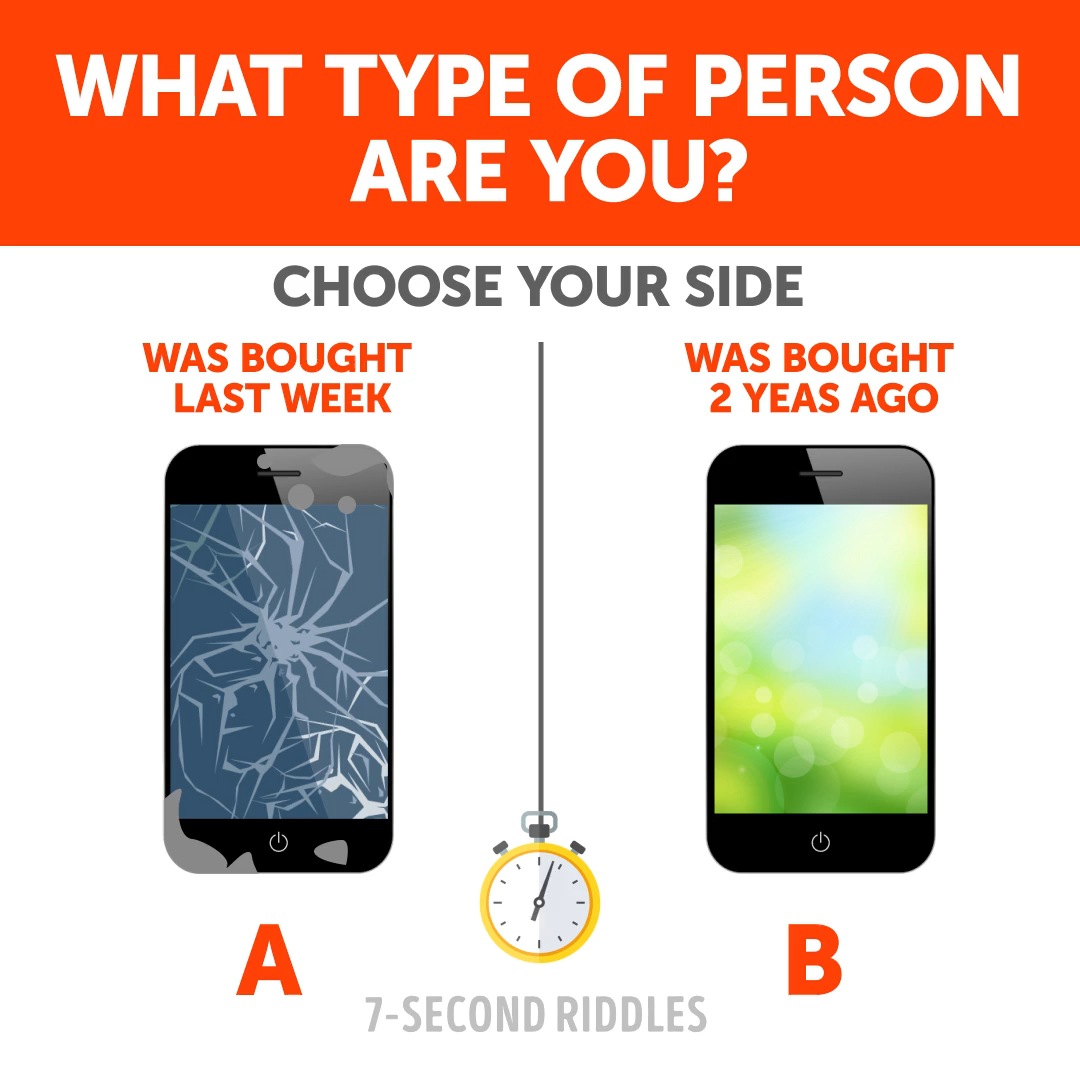 WHAT TYPE OF PERSON
ARE YOU?
CHOOSE YOUR SIDE
WAS BOUGHT
LAST WEEK
WAS BOUGHT
2 YEAS AGO
A
B
7-SECOND RIDDLES